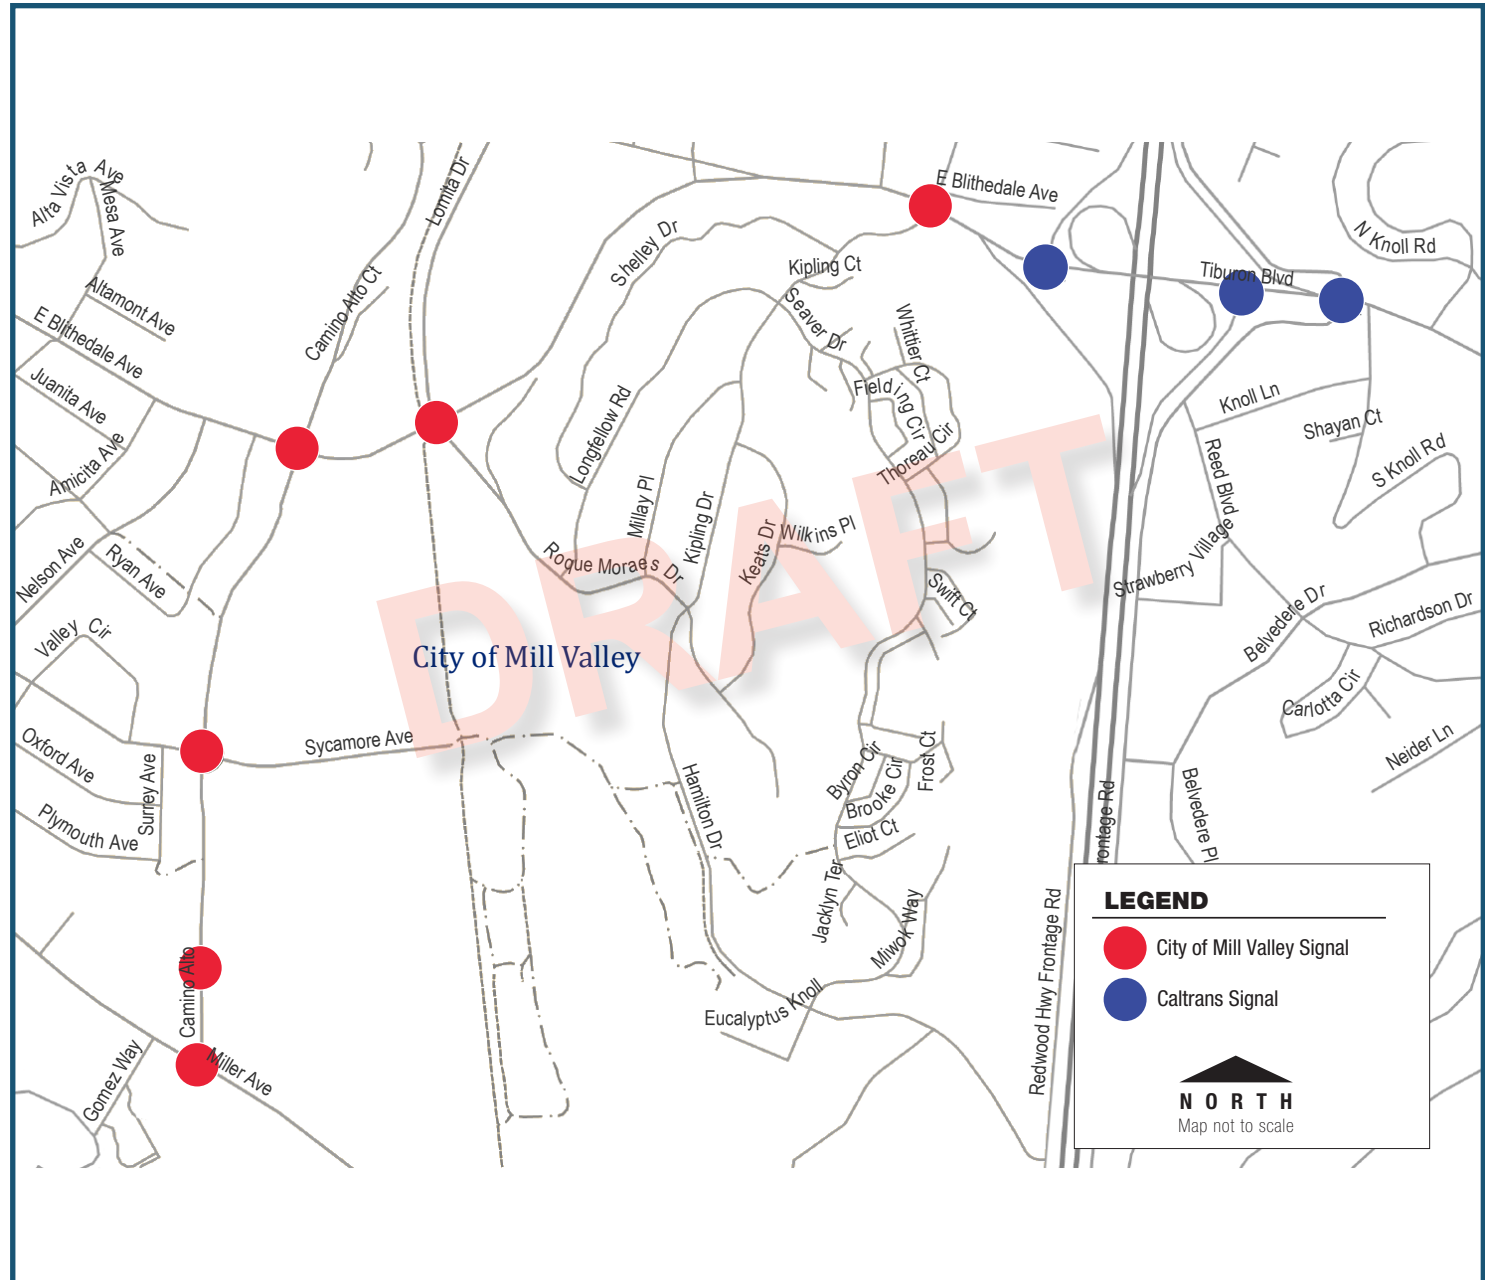 Alta Vista Ave
Mesa Ave
Altamont Ave
E Blithedale Ave
Juanita Ave
Amicita Ave
Nelson Ave
Ryan Ave
Valley Cir
Oxford Ave
Surrey Ave
Plymouth Ave
Camino Alto Ct
Lomita Dr
Shelley Dr
E Blithedale Ave
Kipling Ct
Seaver Dr
Whittier Ct
Fielding Cir
Thoreau Cir
Longfellow Rd
Millay Pl
Kipling Dr
Keats Dr
Wilkins Pl
Roque Moraes Dr
Swift Ct
Tiburon Blvd
N Knoll Rd
Knoll Ln
Shayan Ct
S Knoll Rd
Reed Blvd
Strawberry Village
Belvedere Dr
Richardson Dr
Carlotta Cir
Neider Ln
Belvedere Pl
DRAFT
City of Mill Valley
Sycamore Ave
Hamilton Dr
Byron Cir
Brooke Cir
Frost Ct
Eliot Ct
Jacklyn Ter
Miwok Way
Eucalyptus Knoll
Redwood Hwy Frontage Rd
rontage Rd
Camino Alto
Miller Ave
Gomez Way
LEGEND
City of Mill Valley Signal
Caltrans Signal
NORTH
Map not to scale